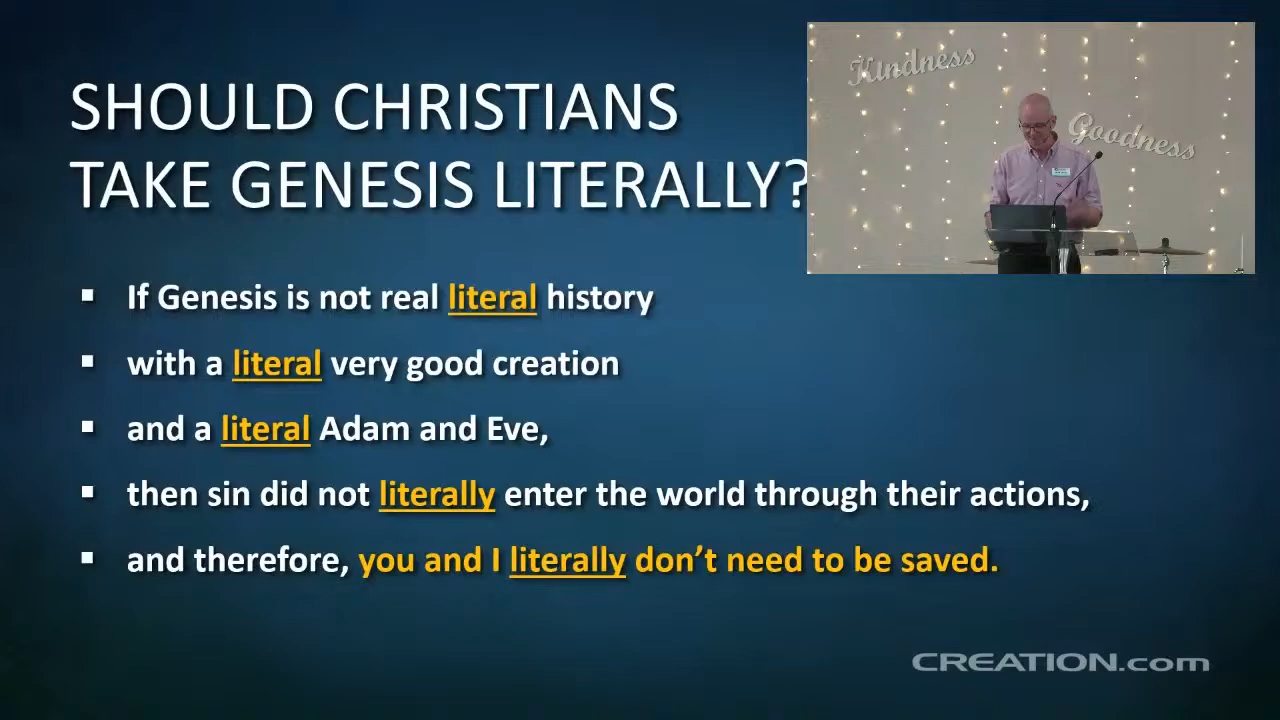 SHOULD CHRISTIANS
TAKE GENESIS LITERALLY?
Kindness
Goodness
▪ If Genesis is not real literal history
▪ with a literal very good creation
▪ and a literal Adam and Eve,
▪ then sin did not literally enter the world through their actions,
▪ and therefore, you and I literally don’t need to be saved.
CREATION.com